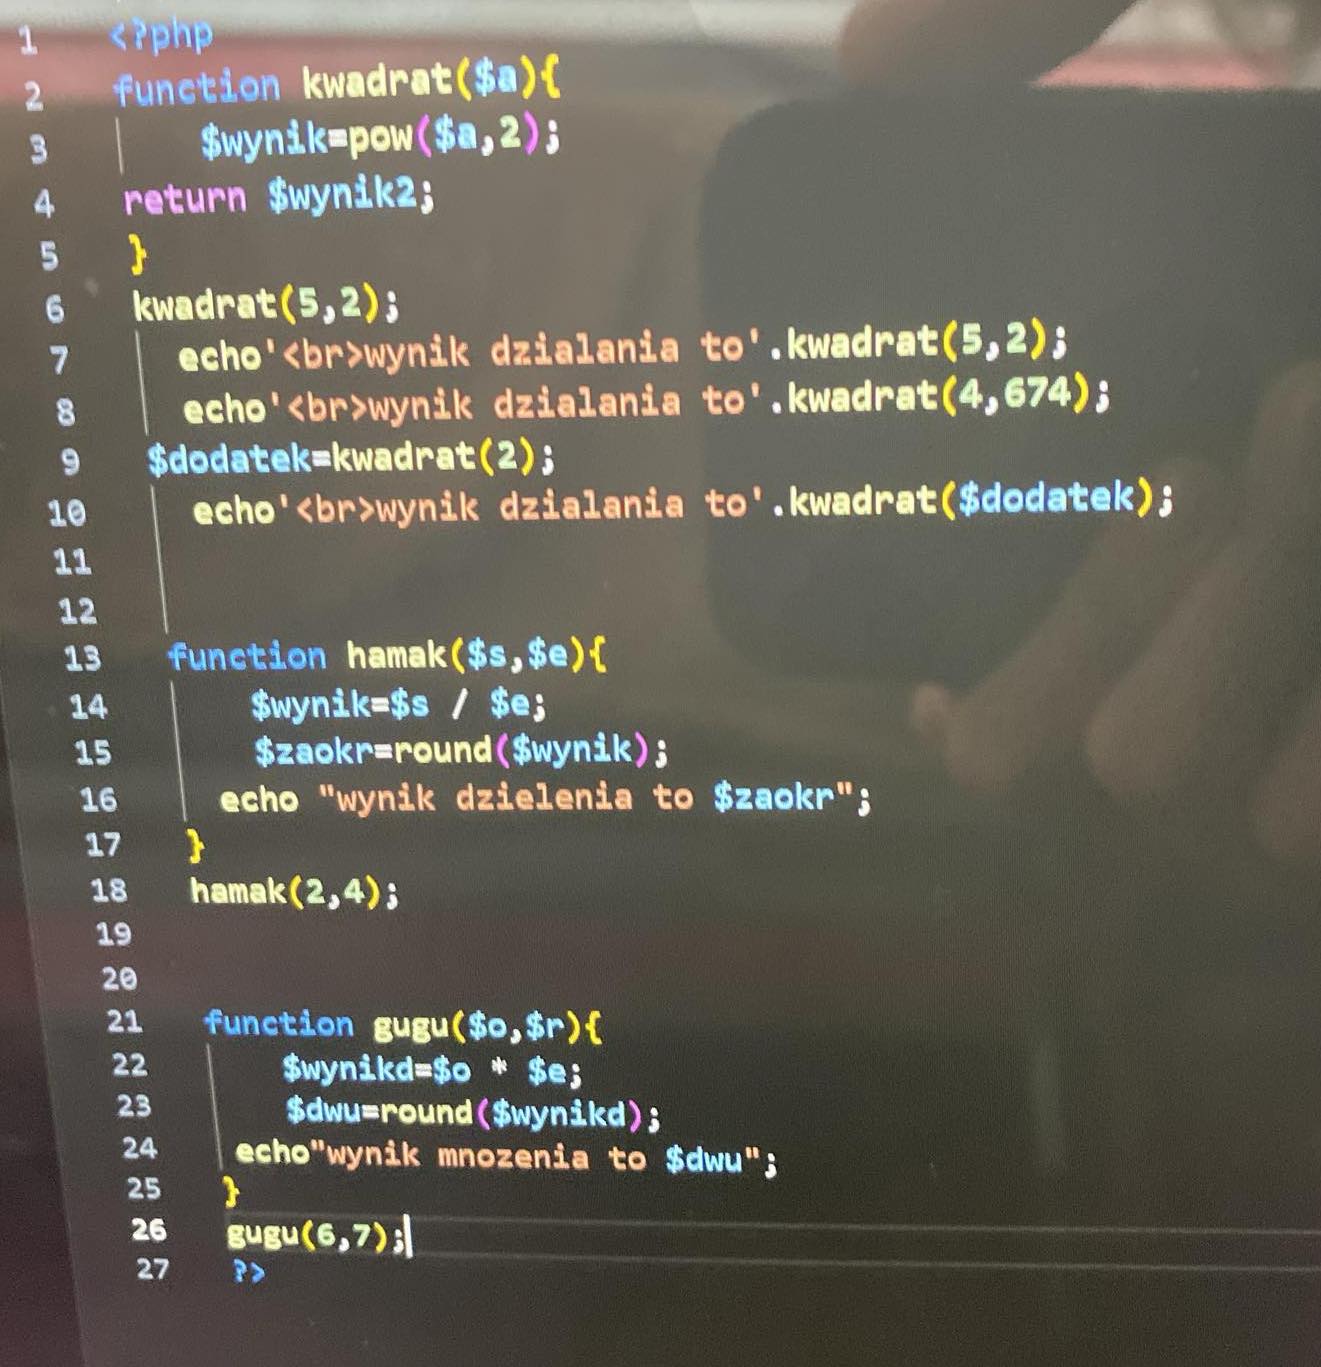 1 <?php
2 function kwadrat($a){
3 $wynik=pow($a,2);
4 return $wynik2;
5 }
6 kwadrat(5,2);
7 echo'<br>wynik dzialania to'.kwadrat(5,2);
8 echo'<br>wynik dzialania to'.kwadrat(4,674);
9 $dodatek=kwadrat(2);
10 echo'<br>wynik dzialania to'.kwadrat($dodatek);
11
12
13 function hamak($s,$e){
14 $wynik=$s / $e;
15 $zaokr=round($wynik);
16 echo "wynik dzielenia to $zaokr";
17 }
18 hamak(2,4);
19
20
21 function gugu($o,$r){
22 $wynikd=$o * $e;
23 $dwu=round($wynikd);
24 echo"wynik mnozenia to $dwu";
25 }
26 gugu(6,7);
27 ?>